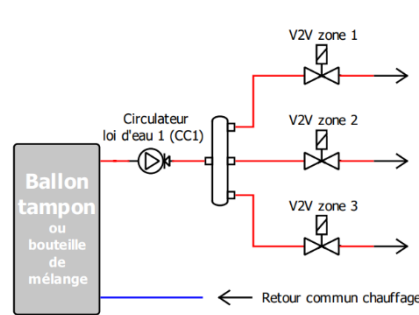 V2V zone 1
Circulateur
loi d'eau 1 (CC1)
V2V zone 2
Ballon
tampon
ou
bouteille
de
mélange
V2V zone 3
Retour commun chauffage